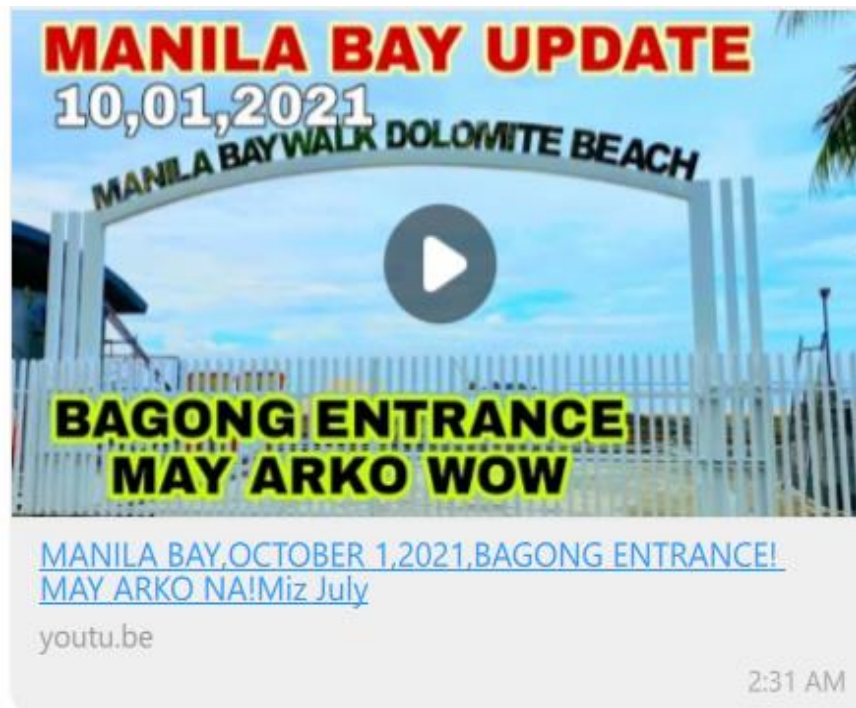 MANILA BAY UPDATE
10,01,2021
MANILA BAYWALK DOLOMITE BEACH
BAGONG ENTRANCE
MAY ARKO WOW
MANILA BAY,OCTOBER 1,2021,BAGONG ENTRANCE!
MAY ARKO NA!Miz July
youtu.be
2:31 AM